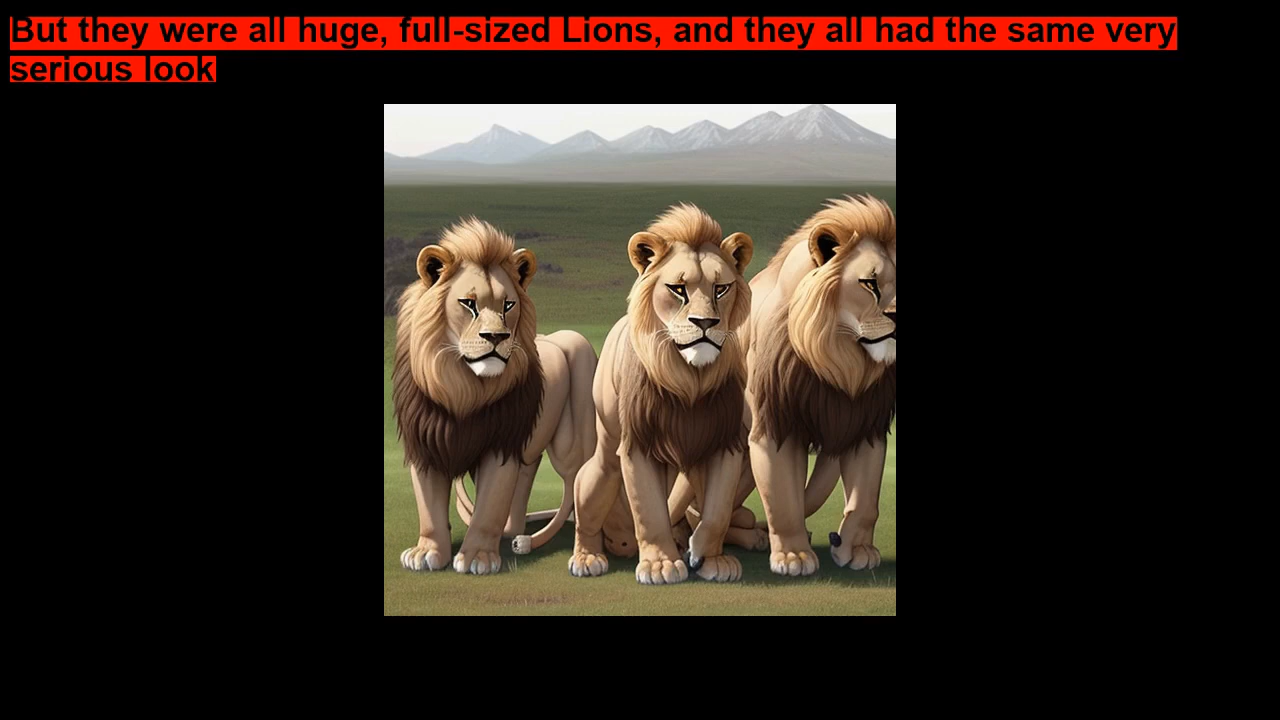 But they were all huge, full-sized Lions, and they all had the same very
serious look